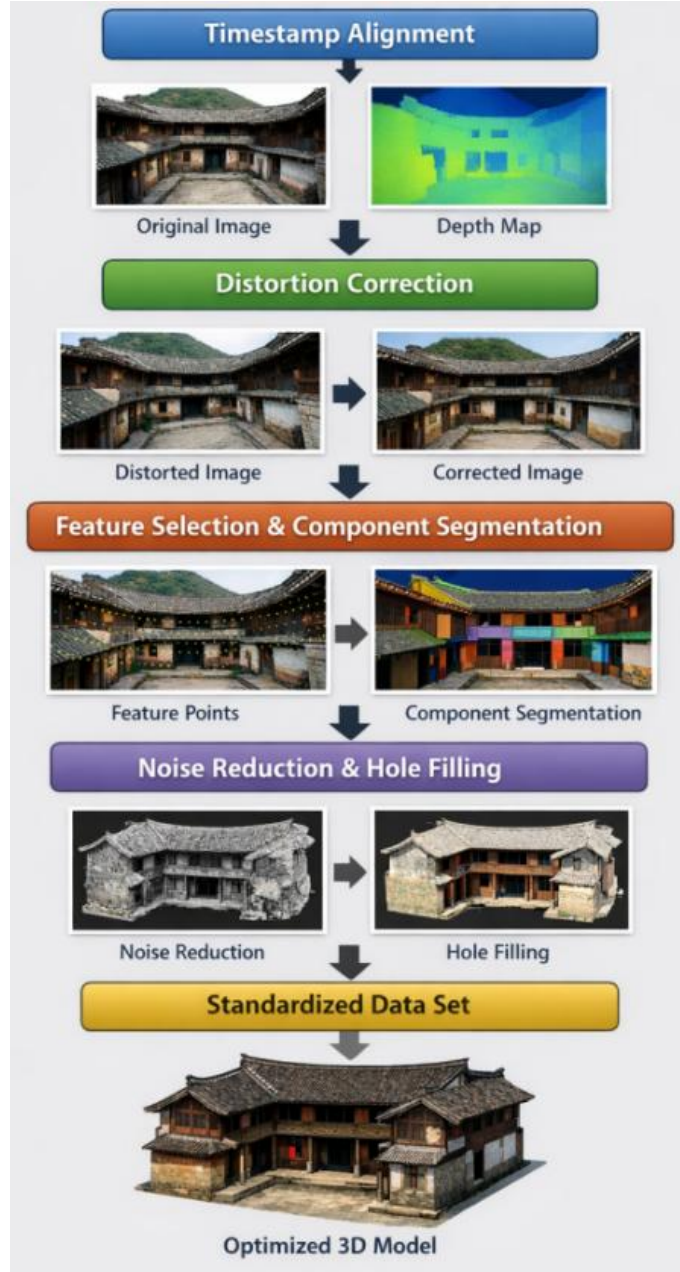 Timestamp Alignment
Original Image
Depth Map
Distortion Correction
Distorted Image
Corrected Image
Feature Selection & Component Segmentation
Feature Points
Component Segmentation
Noise Reduction & Hole Filling
Noise Reduction
Hole Filling
Standardized Data Set
Optimized 3D Model